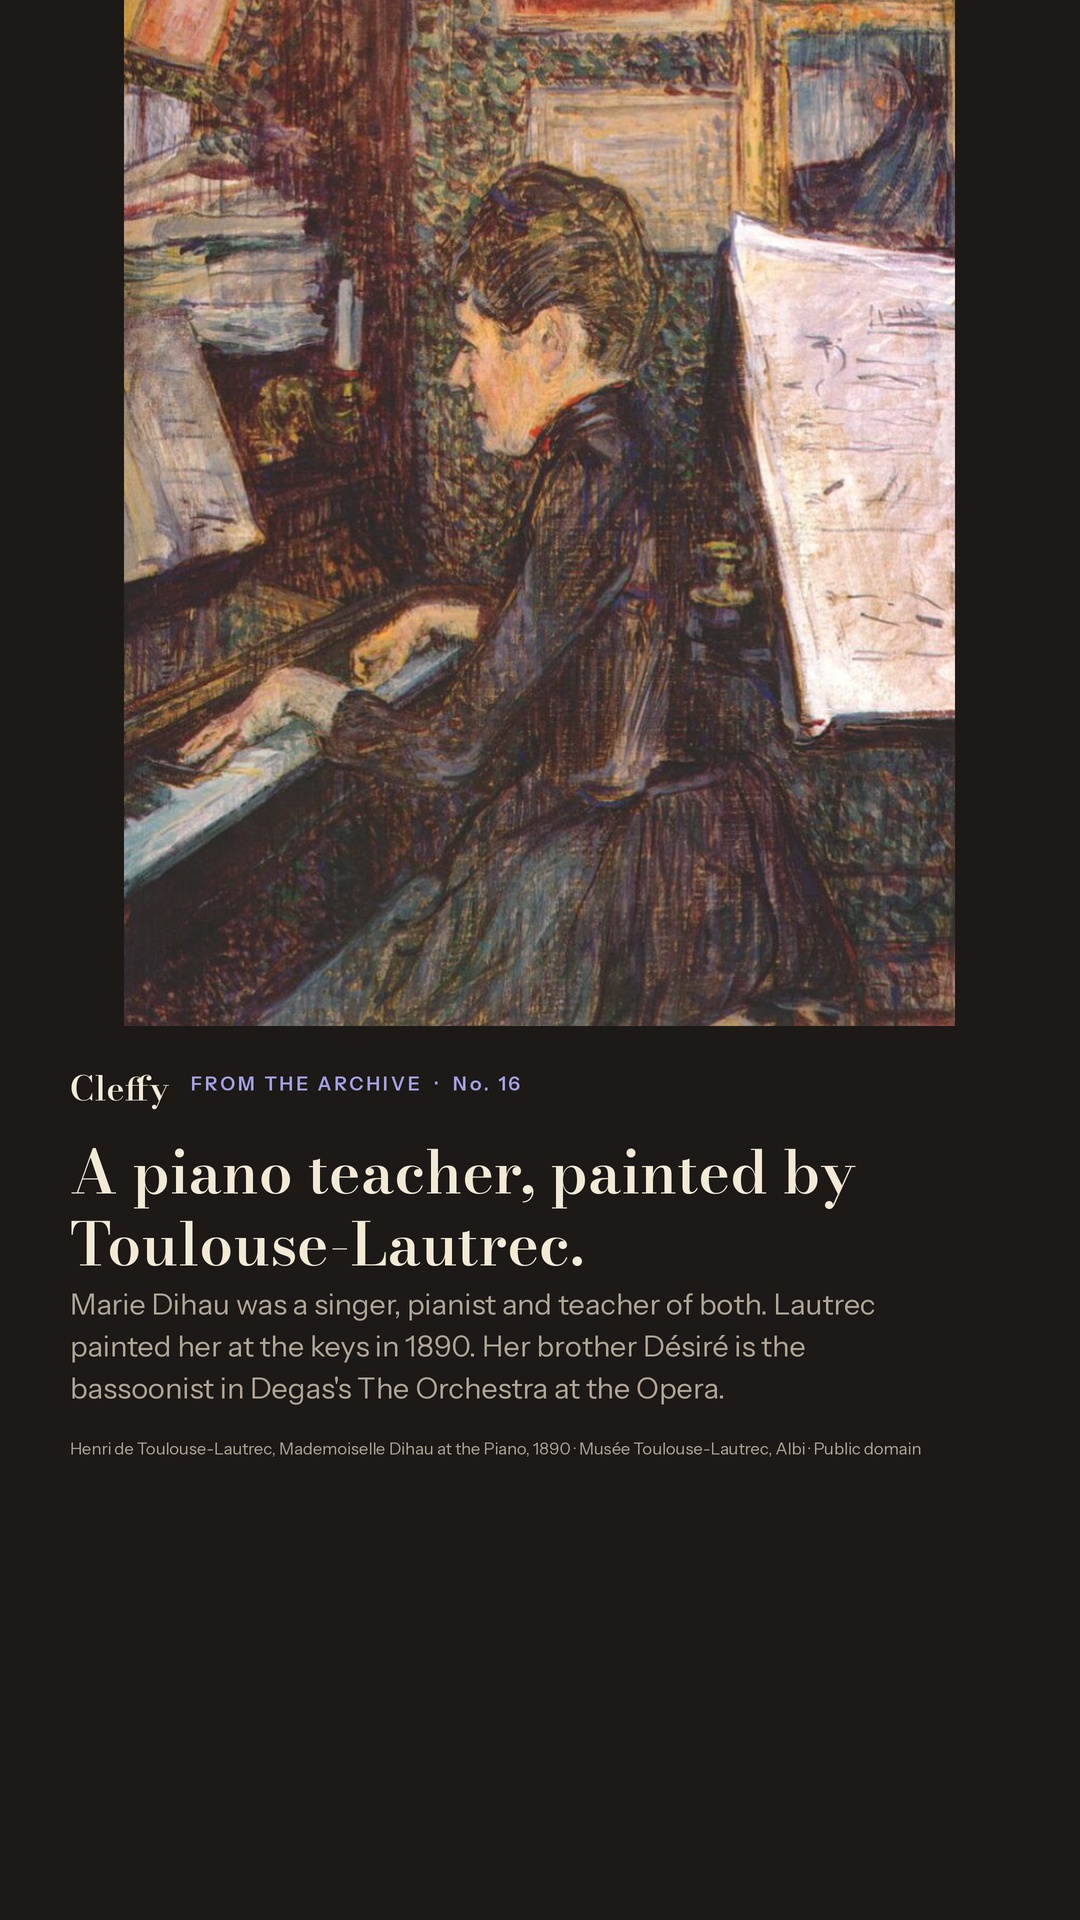 Cleffy FROM THE ARCHIVE · No. 16
A piano teacher, painted by
Toulouse-Lautrec.
Marie Dihau was a singer, pianist and teacher of both. Lautrec
painted her at the keys in 1890. Her brother Désiré is the
bassoonist in Degas's The Orchestra at the Opera.
Henri de Toulouse-Lautrec, Mademoiselle Dihau at the Piano, 1890 · Musée Toulouse-Lautrec, Albi · Public domain